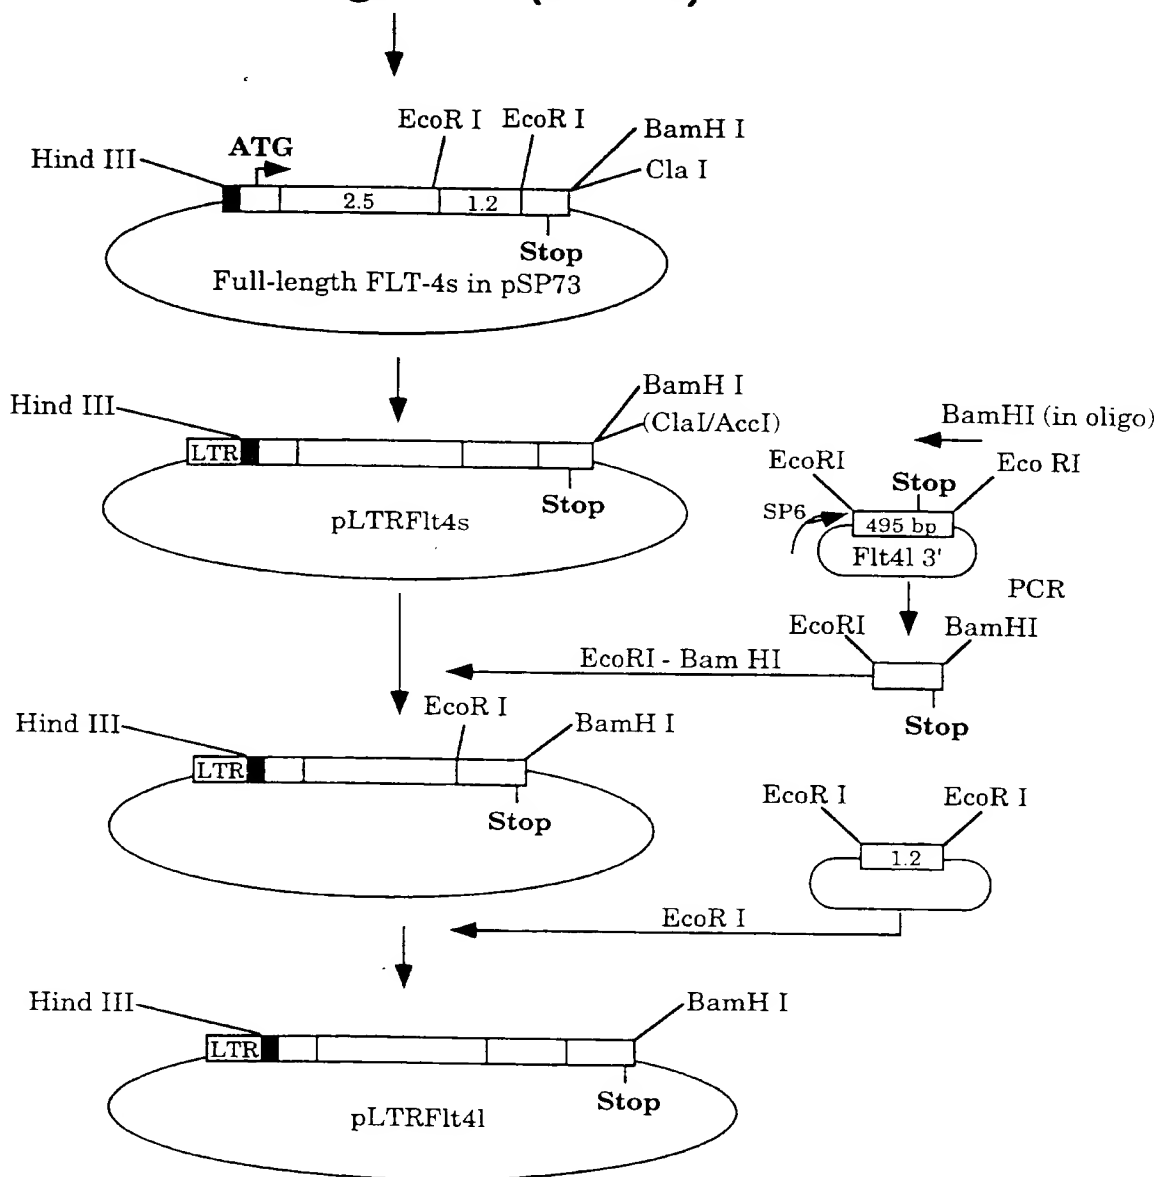 EcoR I EcoR I
BamH I
ATG
Hind III
Cla I
2.5
1.2
Stop
Full-length FLT-4s in pSP73
BamH I
Hind III
(ClaI/AccI)
BamHI (in oligo)
LTR
EcoRI
Eco RI
Stop
Stop
SP6
495 bp
pLTRFlt4s
Flt4l 3'
PCR
EcoRI
BamHI
EcoRI - Bam HI
EcoR I
Hind III
BamH I
Stop
LTR
EcoR I
EcoR I
Stop
1.2
EcoR I
Hind III
BamH I
LTR
Stop
pLTRFlt4l